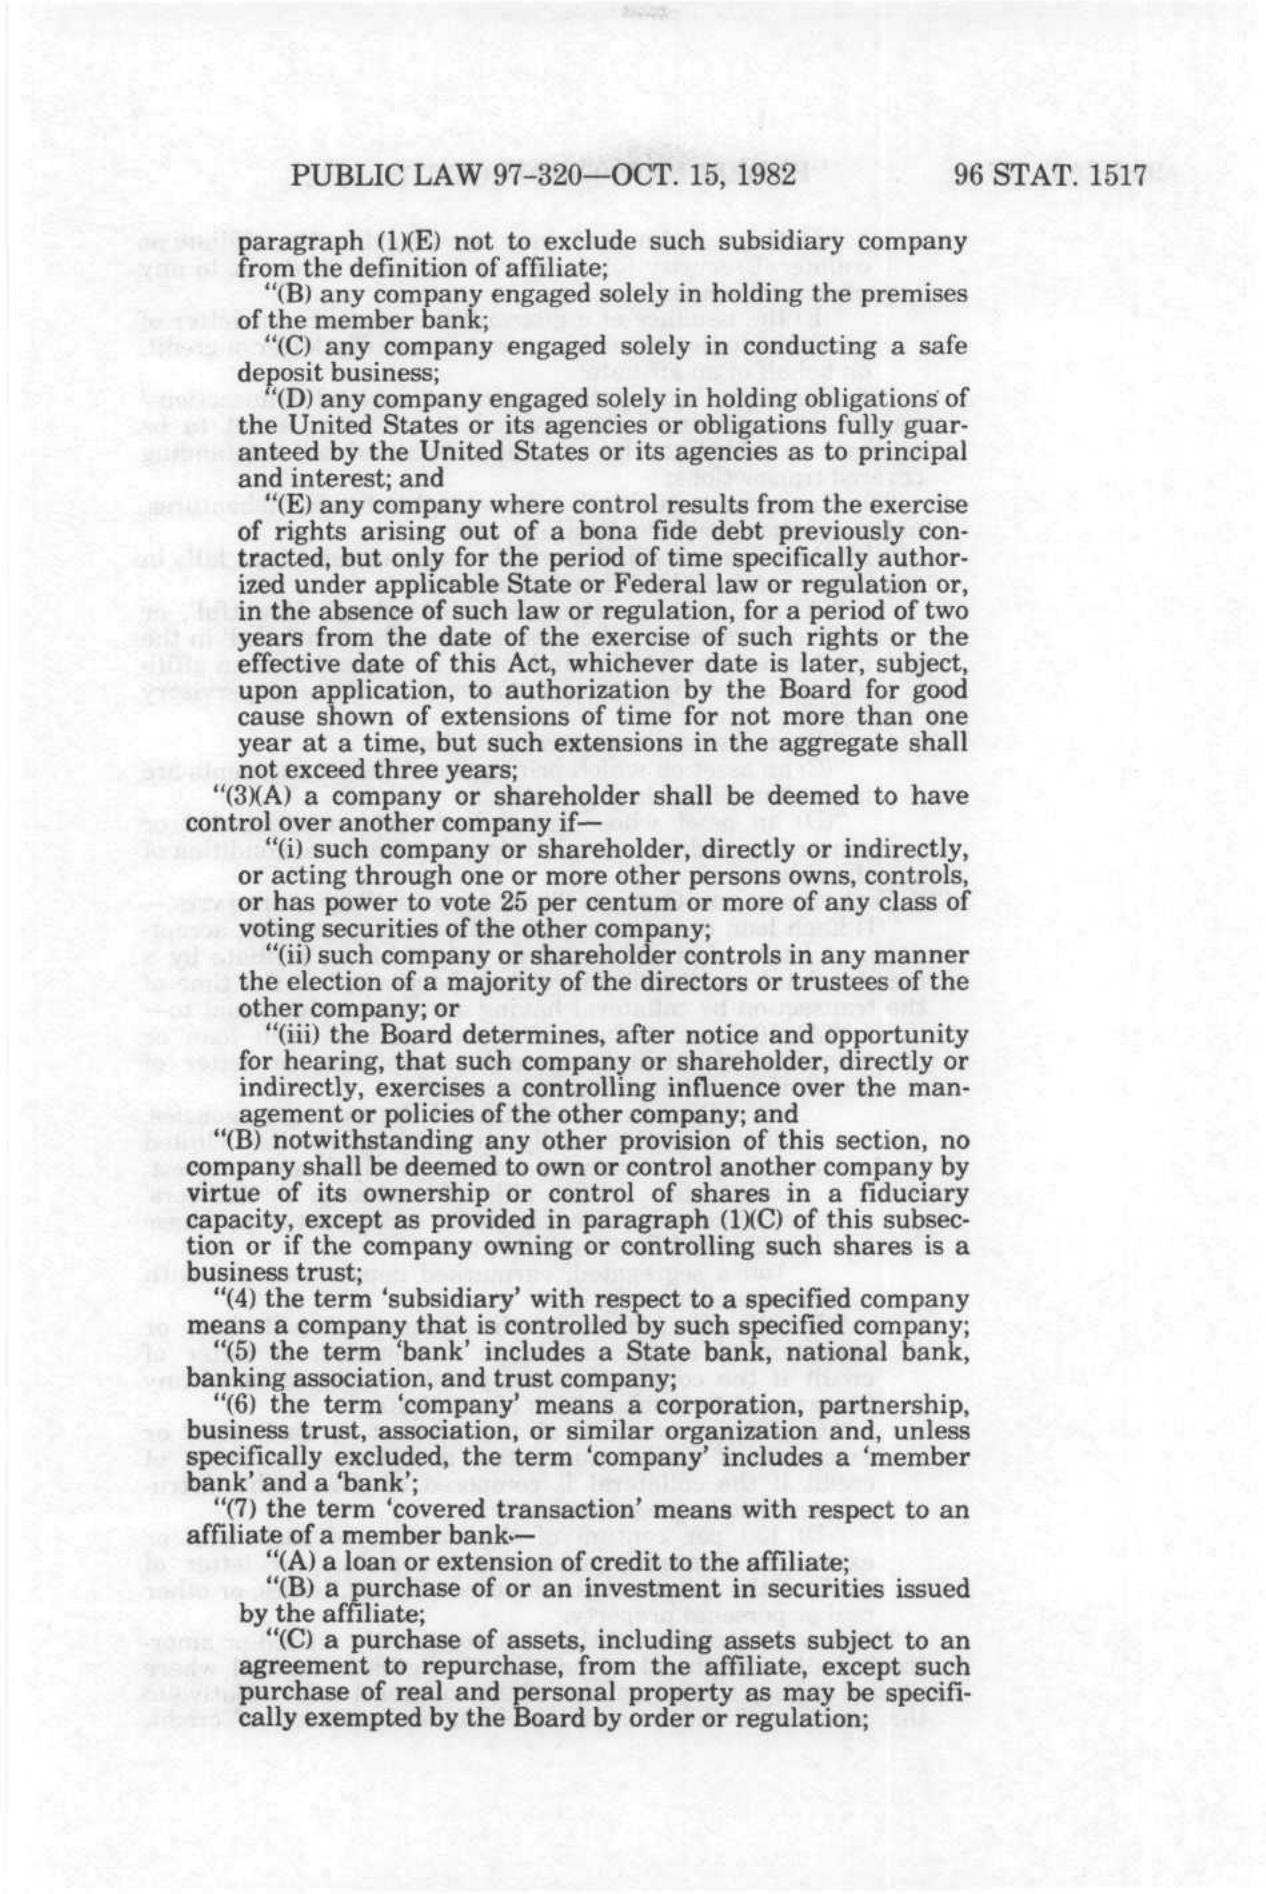 PUBLIC LAW 97-320—OCT. 15, 1982 96 STAT. 1517
paragraph (1)(E) not to exclude such subsidiary company
from the definition of affiliate;
"(B) any company engaged solely in holding the premises
of the member bank;
"(C) any company engaged solely in conducting a safe
deposit business;
"(D) any company engaged solely in holding obligations of
the United States or its agencies or obligations fully guar-
anteed by the United States or its agencies as to principal
and interest; and
"(E) any company where control results from the exercise
of rights arising out of a bona fide debt previously con-
tracted, but only for the period of time specifically author-
ized under applicable State or Federal law or regulation or,
in the absence of such law or regulation, for a period of two
years from the date of the exercise of such rights or the
effective date of this Act, whichever date is later, subject,
upon application, to authorization by the Board for good
cause shown of extensions of time for not more than one
year at a time, but such extensions in the aggregate shall
not exceed three years;
"(3)(A) a company or shareholder shall be deemed to have
control over another company if—
"(i) such company or shareholder, directly or indirectly,
or acting through one or more other persons owns, controls,
or has power to vote 25 per centum or more of any class of
voting securities of the other company;
"(ii) such company or shareholder controls in any manner
the election of a majority of the directors or trustees of the
other company; or
"(iii) the Board determines, after notice and opportunity
for hearing, that such company or shareholder, directly or
indirectly, exercises a controlling influence over the man-
agement or policies of the other company; and
"(B) notwithstanding any other provision of this section, no
company shall be deemed to own or control another company by
virtue of its ownership or control of shares in a fiduciary
capacity, except as provided in paragraph (1)(C) of this subsec-
tion or if the company owning or controlling such shares is a
business trust;
"(4) the term 'subsidiary' with respect to a specified company
means a company that is controlled by such specified company;
"(5) the term 'bank' includes a State bank, national bank,
banking association, and trust company;
"(6) the term 'company' means a corporation, partnership,
business trust, association, or similar organization and, unless
specifically excluded, the term 'company' includes a 'member
bank' and a 'bank';
"(7) the term 'covered transaction' means with respect to an
affiliate of a member bank—
"(A) a loan or extension of credit to the affiliate;
"(B) a purchase of or an investment in securities issued
by the affiliate;
"(C) a purchase of assets, including assets subject to an
agreement to repurchase, from the affiliate, except such
purchase of real and personal property as may be specifi-
cally exempted by the Board by order or regulation;